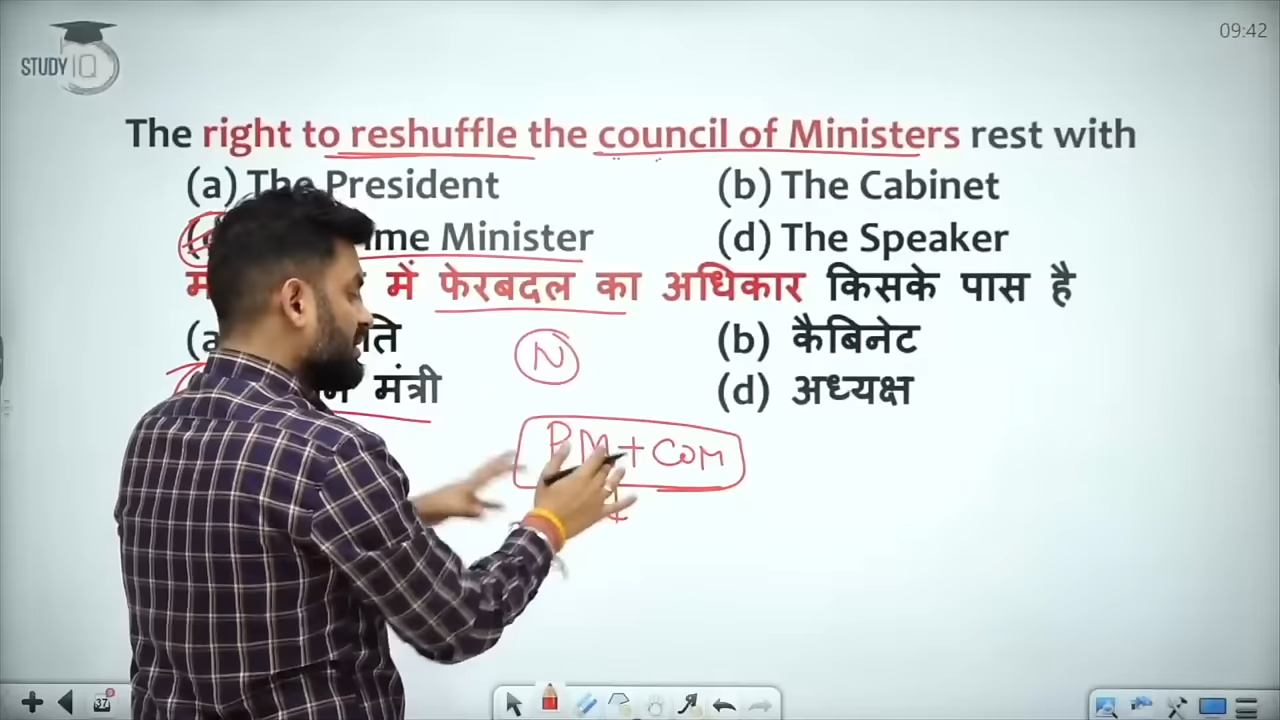 STUDY IQ
09:42
The right to reshuffle the council of Ministers rest with
(a) The President (b) The Cabinet
Minister (d) The Speaker
में फेरबदल का अधिकार किसके पास है
(b) कैबिनेट
N
मंत्री (d) अध्यक्ष
PM+COM
37